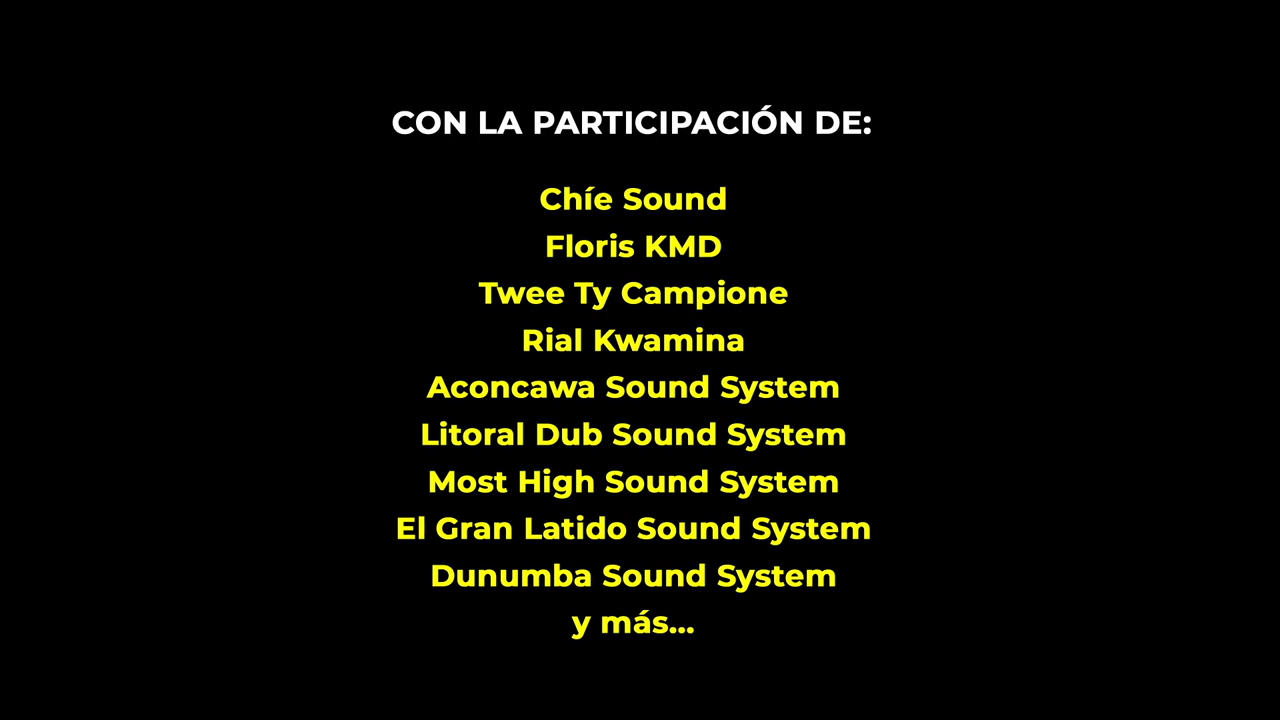 CON LA PARTICIPACIÓN DE:
Chíe Sound
Floris KMD
Twee Ty Campione
Rial Kwamina
Aconcawa Sound System
Litoral Dub Sound System
Most High Sound System
El Gran Latido Sound System
Dunumba Sound System
y más...